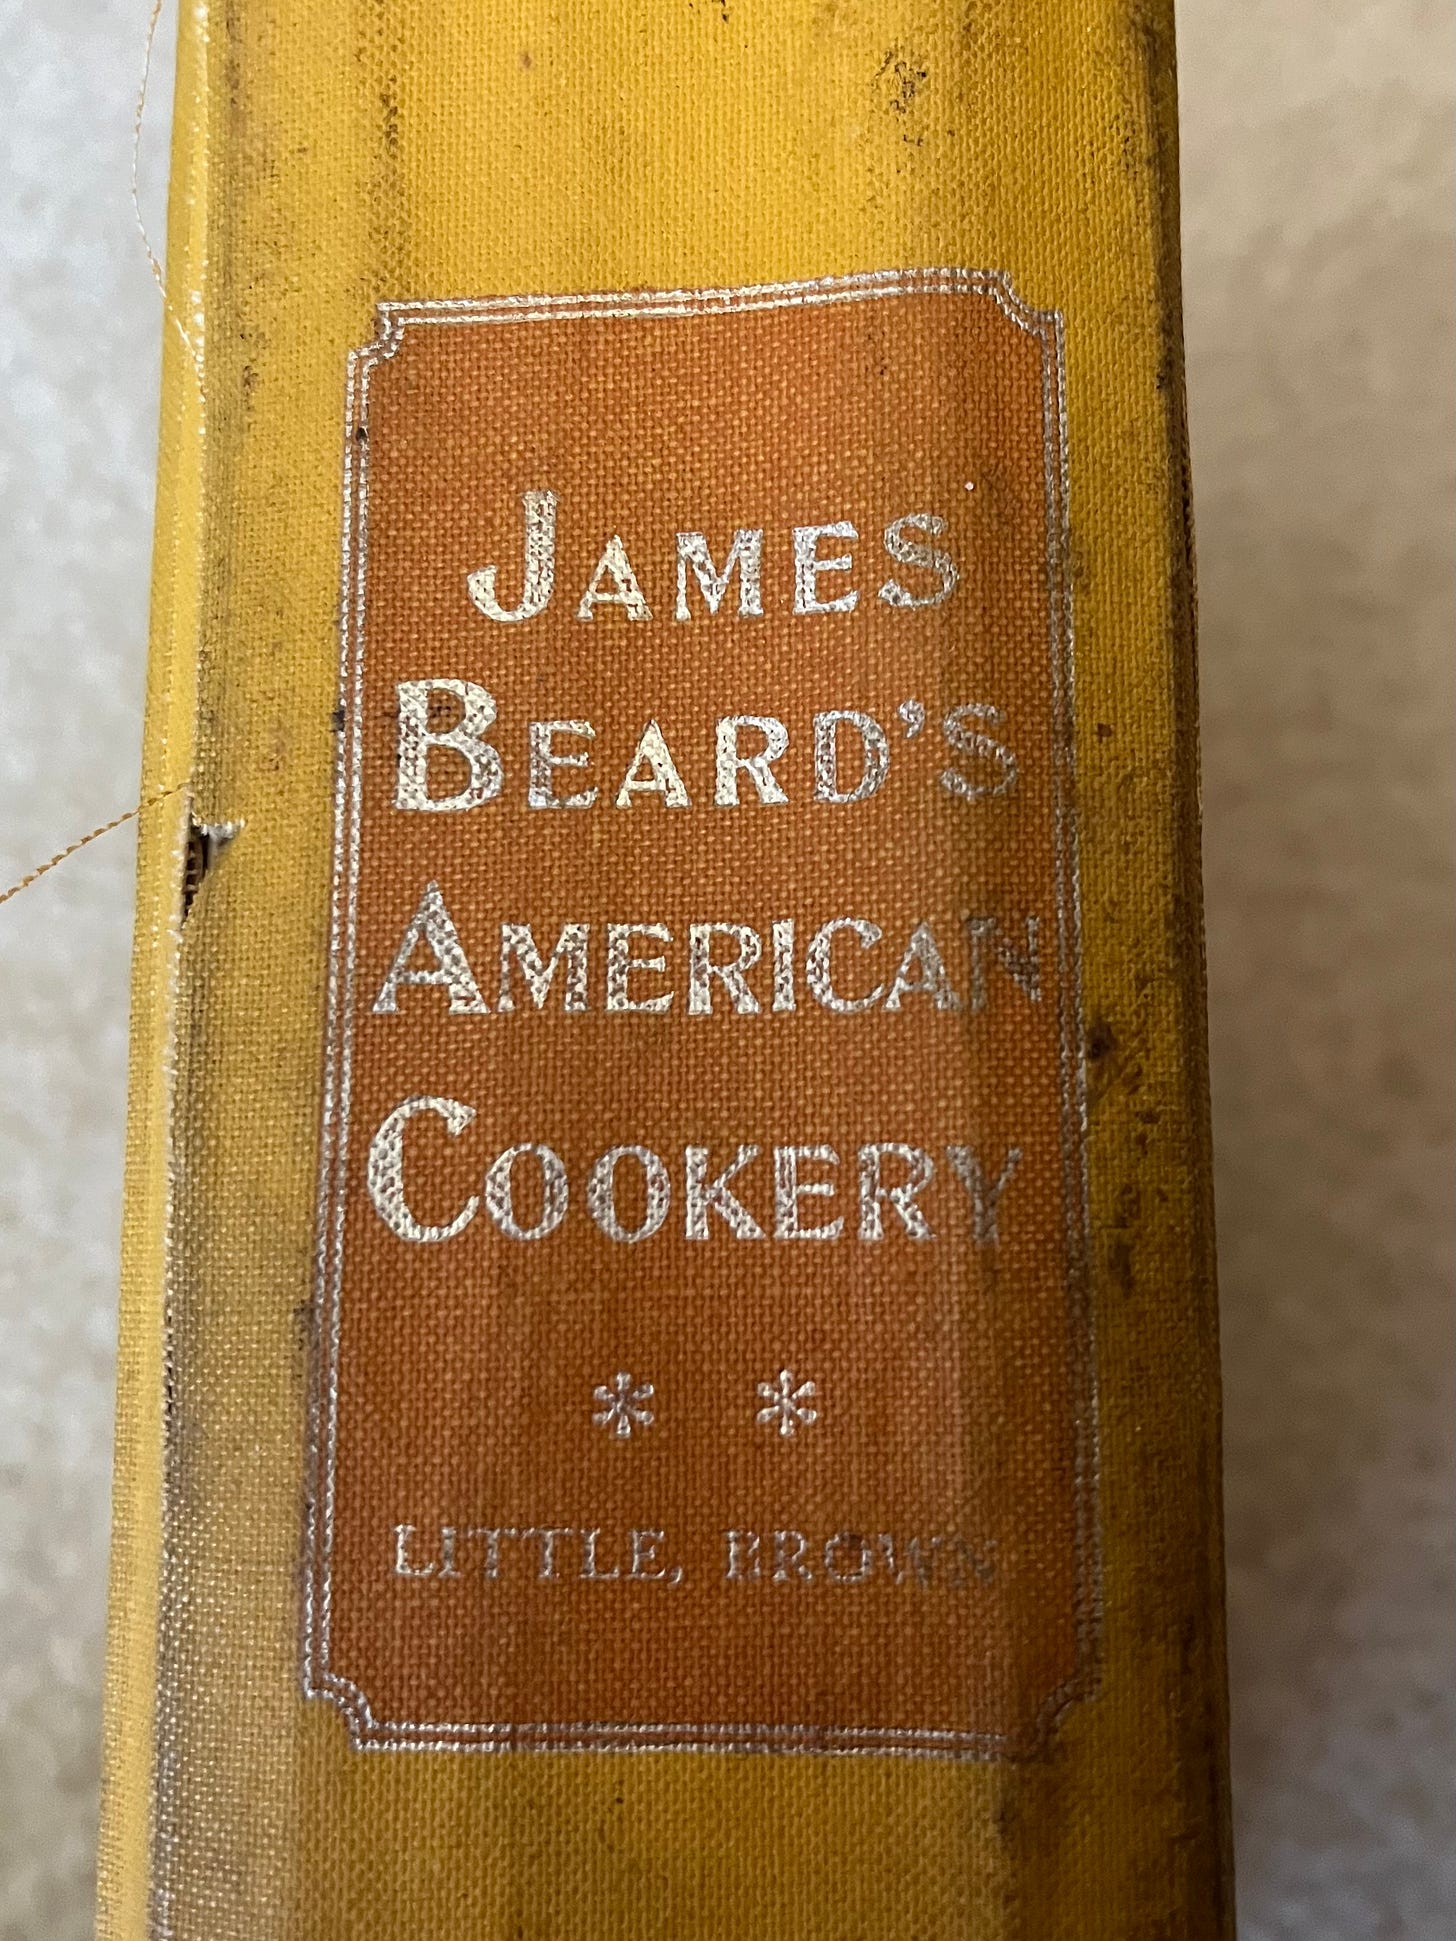 JAMES
BEARD'S
AMERICAN
COOKERY
* *
LITTLE, BROWN